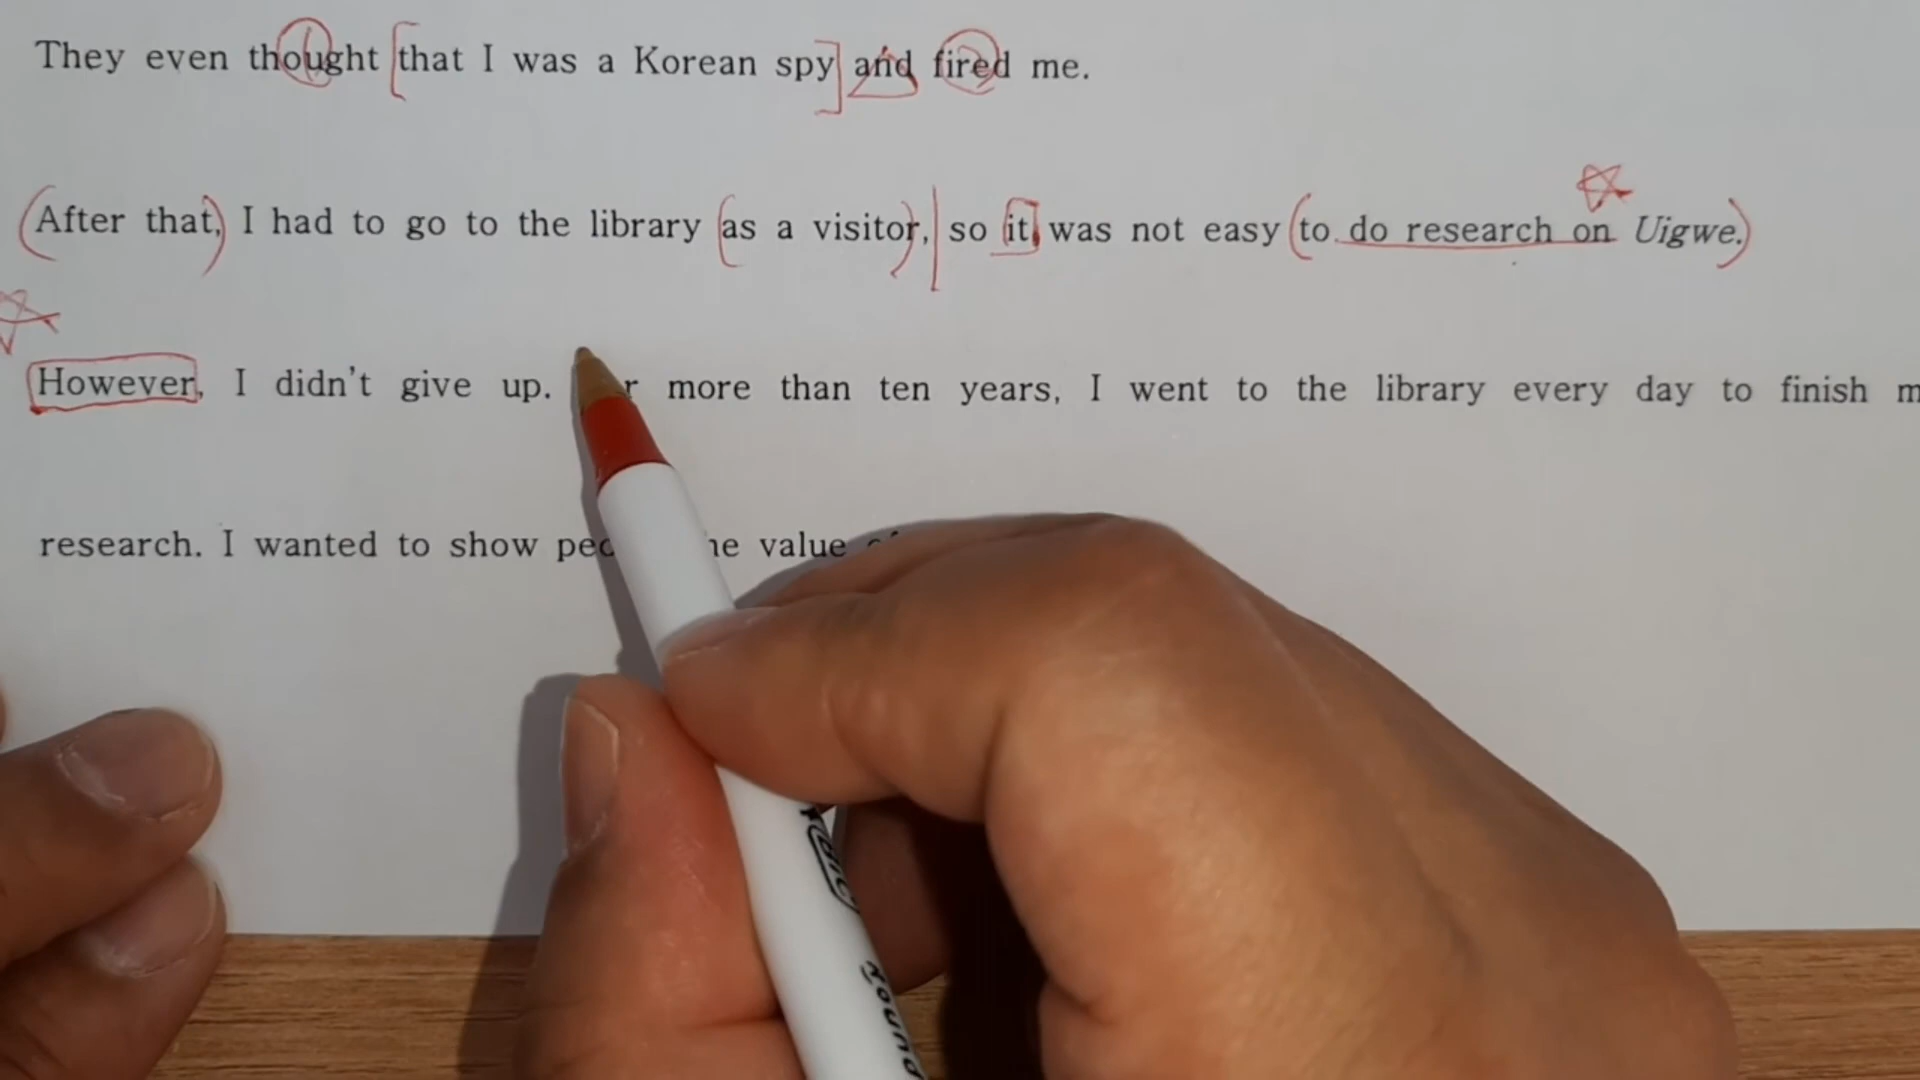 They even thought that I was a Korean spy and fired me.
After that, I had to go to the library as a visitor, so it was not easy to do research on Uigwe.
However, I didn't give up. more than ten years, I went to the library every day to finish
research. I wanted to show value